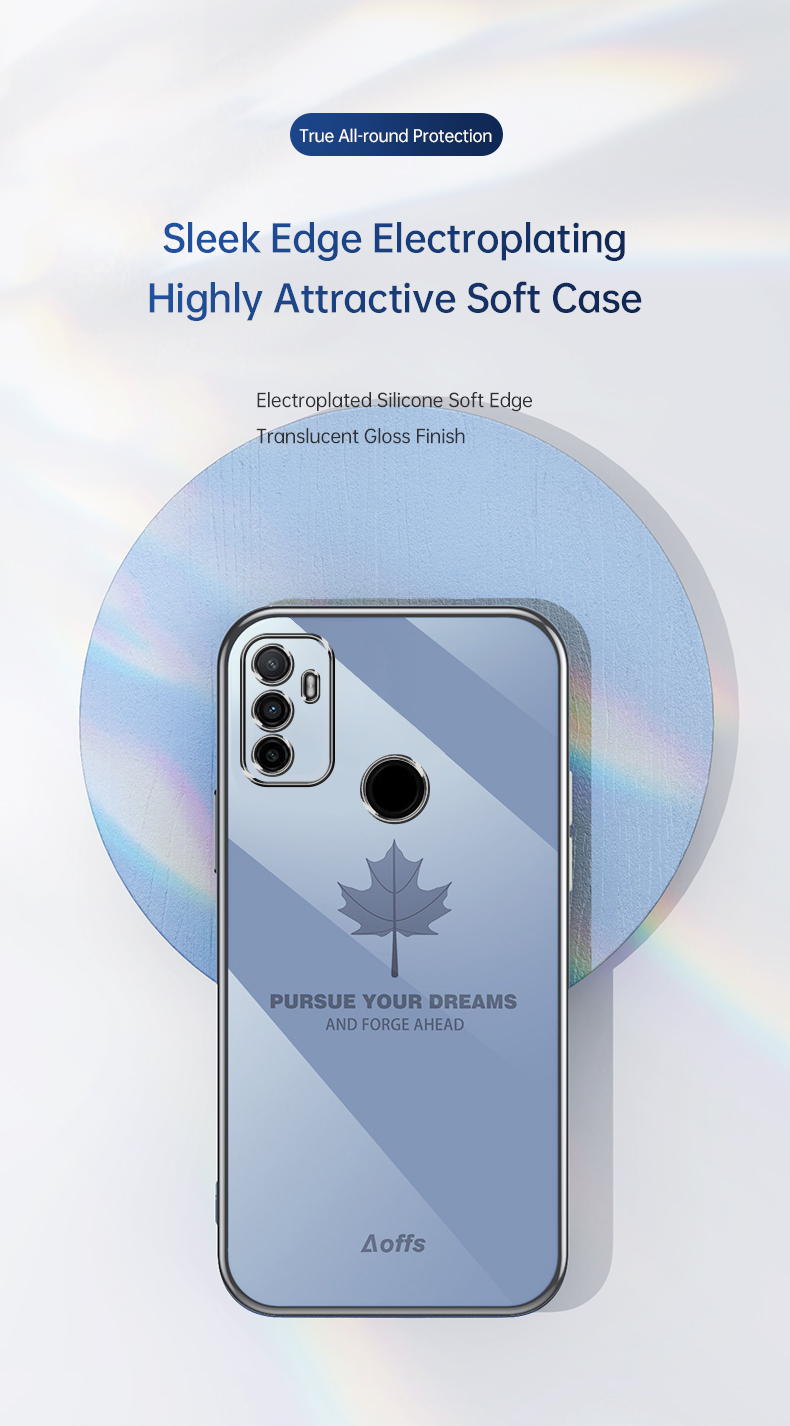 True All-round Protection
Sleek Edge Electroplating
Highly Attractive Soft Case
Electroplated Silicone Soft Edge
Translucent Gloss Finish
PURSUE YOUR DREAMS
AND FORGE AHEAD
Aoffs